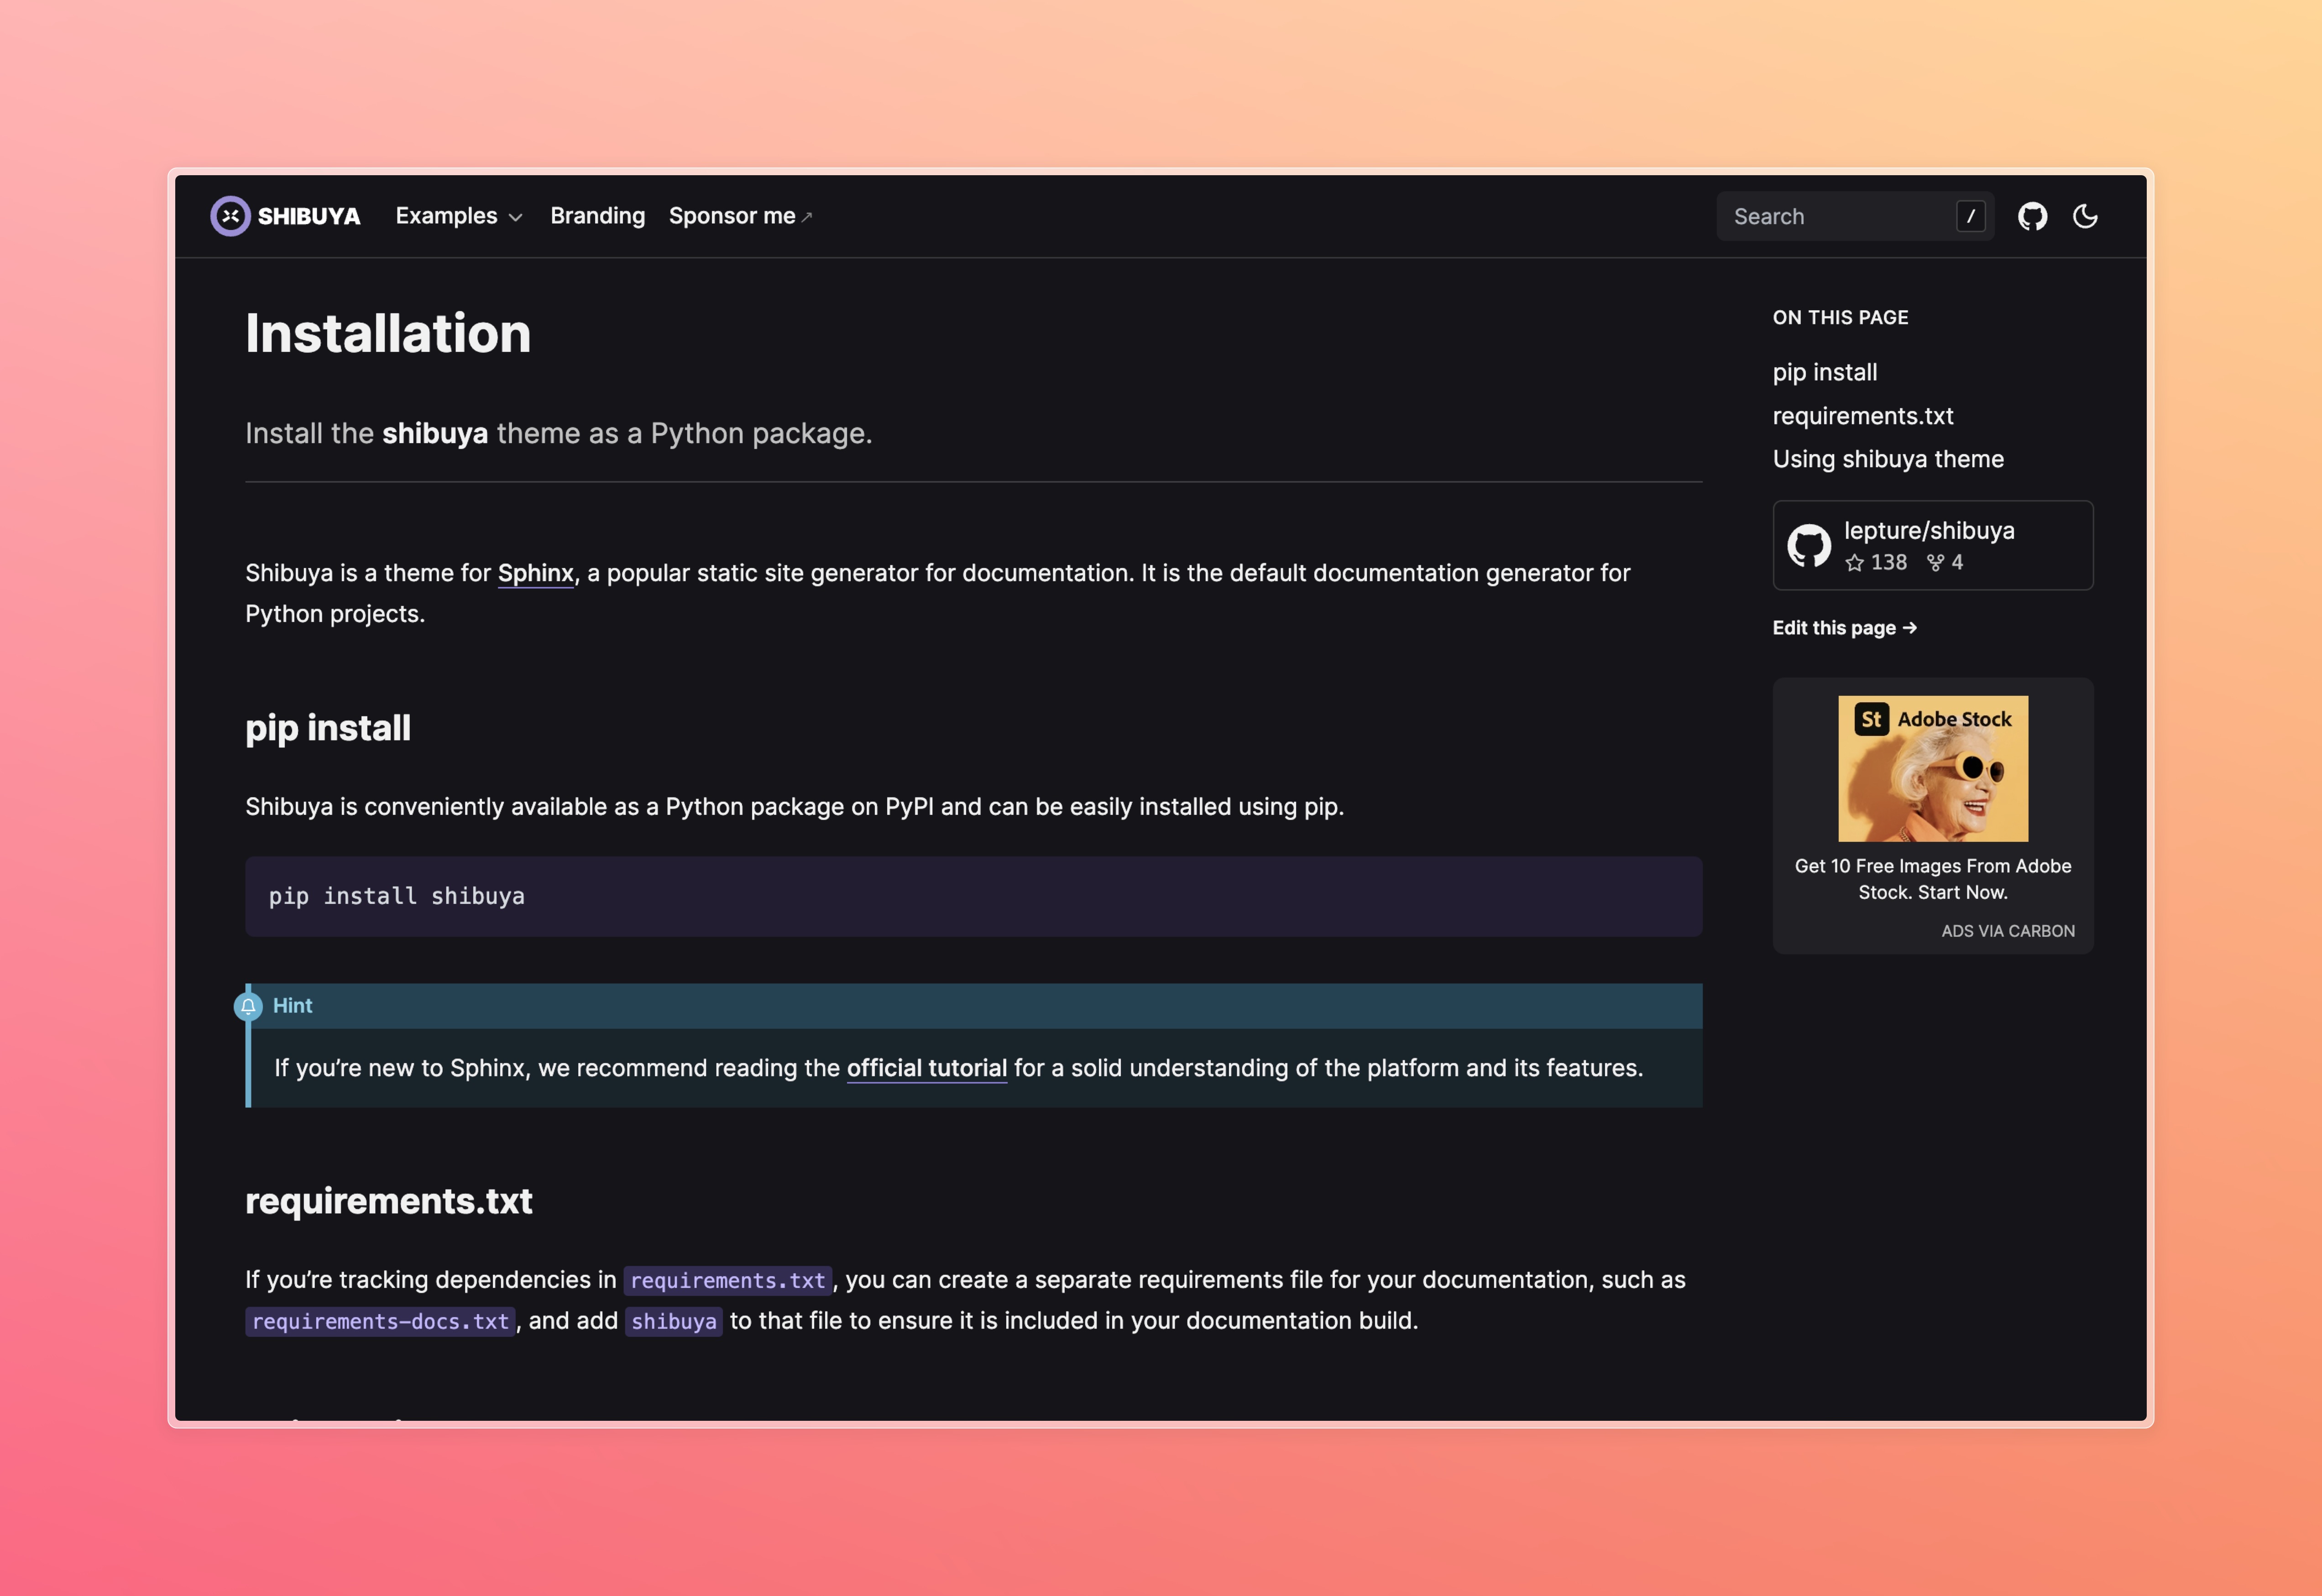 SHIBUYA Examples Branding Sponsor me ↗ Search /
Installation
Install the shibuya theme as a Python package.
Shibuya is a theme for Sphinx, a popular static site generator for documentation. It is the default documentation generator for
Python projects.
pip install
Shibuya is conveniently available as a Python package on PyPI and can be easily installed using pip.
pip install shibuya
Hint
If you’re new to Sphinx, we recommend reading the official tutorial for a solid understanding of the platform and its features.
requirements.txt
If you’re tracking dependencies in requirements.txt, you can create a separate requirements file for your documentation, such as
requirements-docs.txt, and add shibuya to that file to ensure it is included in your documentation build.
ON THIS PAGE
pip install
requirements.txt
Using shibuya theme
lepture/shibuya
138 4
Edit this page →
St Adobe Stock
Get 10 Free Images From Adobe
Stock. Start Now.
ADS VIA CARBON